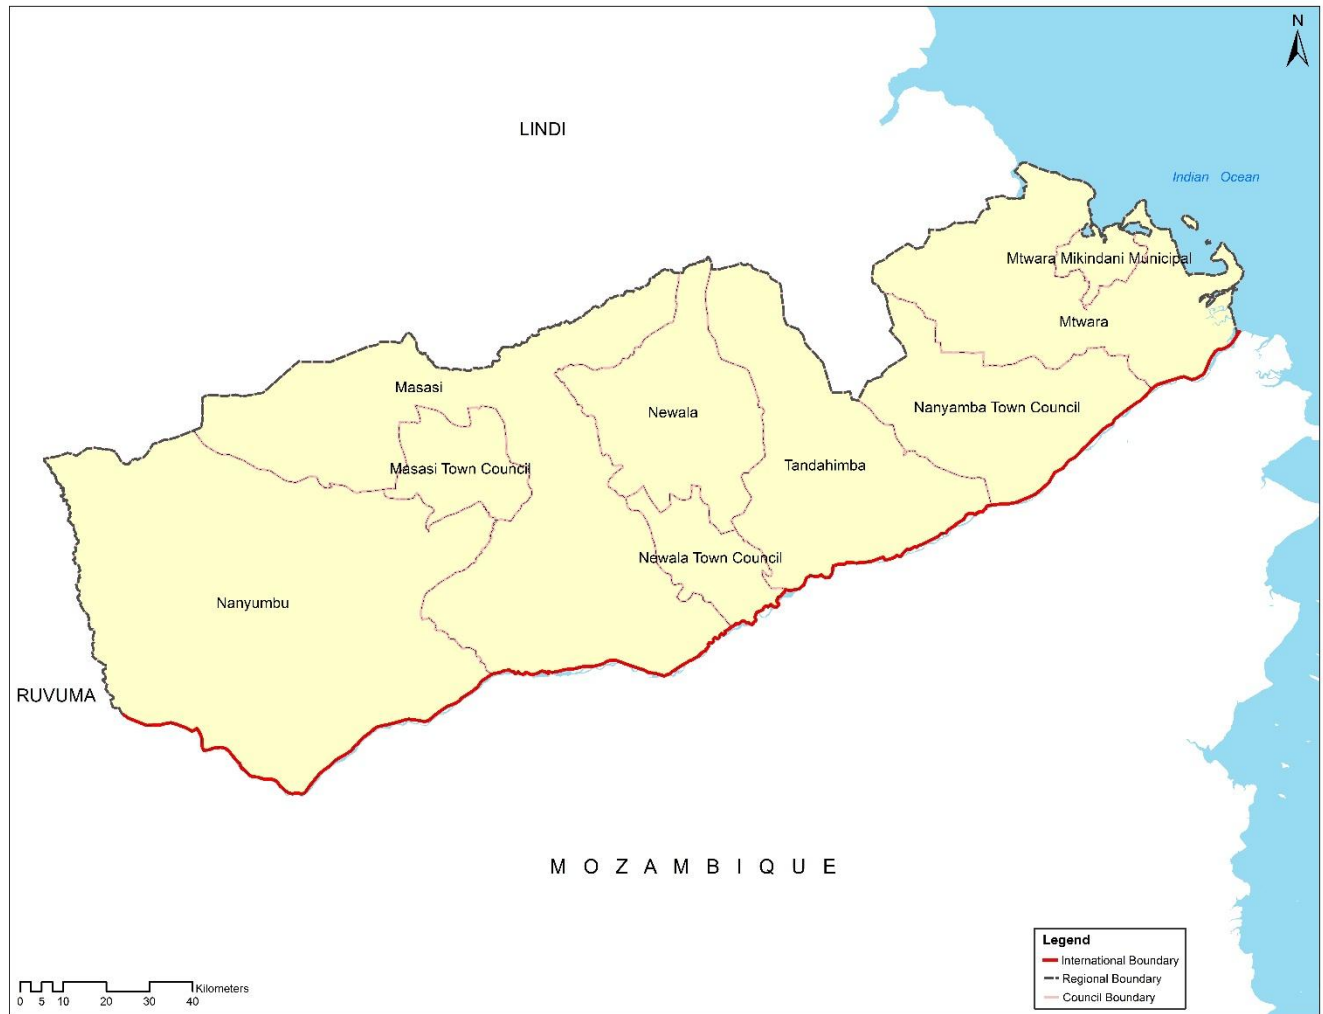 N
LINDI
Indian Ocean
Mtwara Mikindani Municipal
Mtwara
Masasi
Newala
Nanyamba Town Council
Masasi Town Council
Tandahimba
Newala Town Council
Nanyumbu
RUVUMA
MOZAMBIQUE
Legend
International Boundary
Regional Boundary
Council Boundary
Kilometers
0 5 10 20 30 40